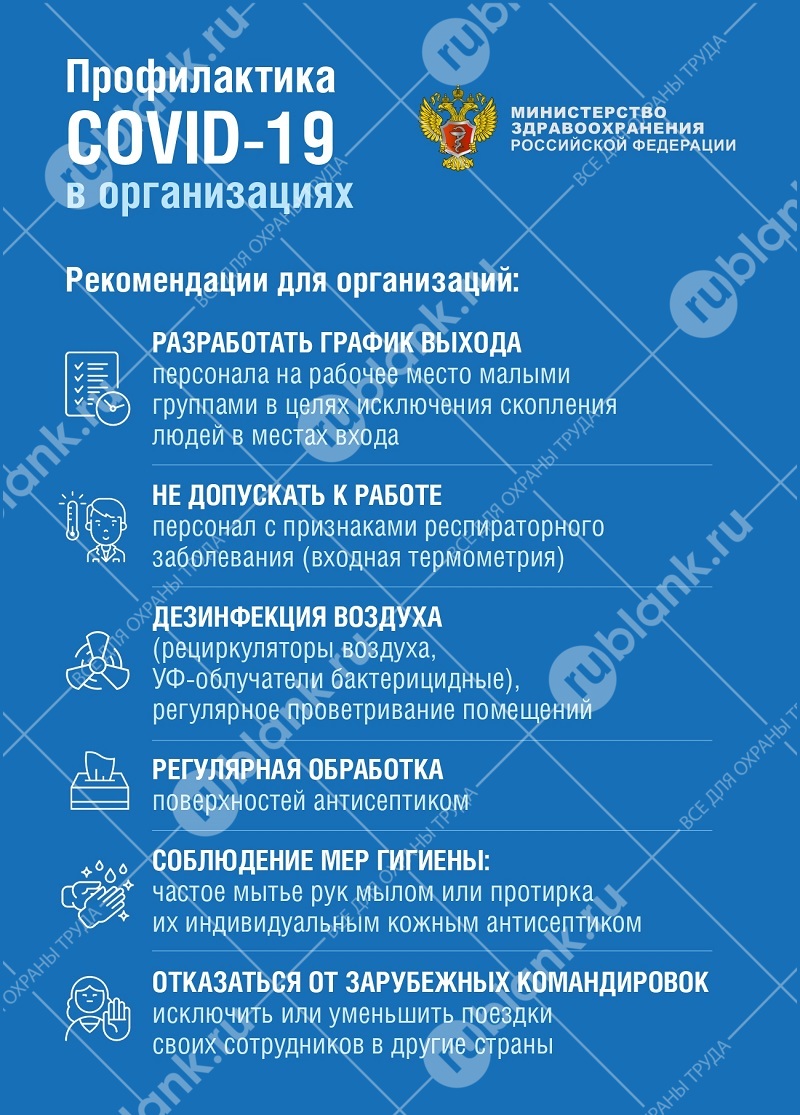 Профилактика
COVID-19
в организациях
МИНИСТЕРСТВО
ЗДРАВООХРАНЕНИЯ
РОССИЙСКОЙ ФЕДЕРАЦИИ
Рекомендации для организаций:
РАЗРАБОТАТЬ ГРАФИК ВЫХОДА
персонала на рабочее место малыми
группами в целях исключения скопления
людей в местах входа
НЕ ДОПУСКАТЬ К РАБОТЕ
персонал с признаками респираторного
заболевания (входная термометрия)
ДЕЗИНФЕКЦИЯ ВОЗДУХА
(рециркуляторы воздуха,
УФ-облучатели бактерицидные),
регулярное проветривание помещений
РЕГУЛЯРНАЯ ОБРАБОТКА
поверхностей антисептиком
СОБЛЮДЕНИЕ МЕР ГИГИЕНЫ:
частое мытье рук мылом или протирка
их индивидуальным кожным антисептиком
ОТКАЗАТЬСЯ ОТ ЗАРУБЕЖНЫХ КОМАНДИРОВОК
исключить или уменьшить поездки
своих сотрудников в другие страны
rublank.ru
ВСЕ ДЛЯ ОХРАНЫ ТРУДА